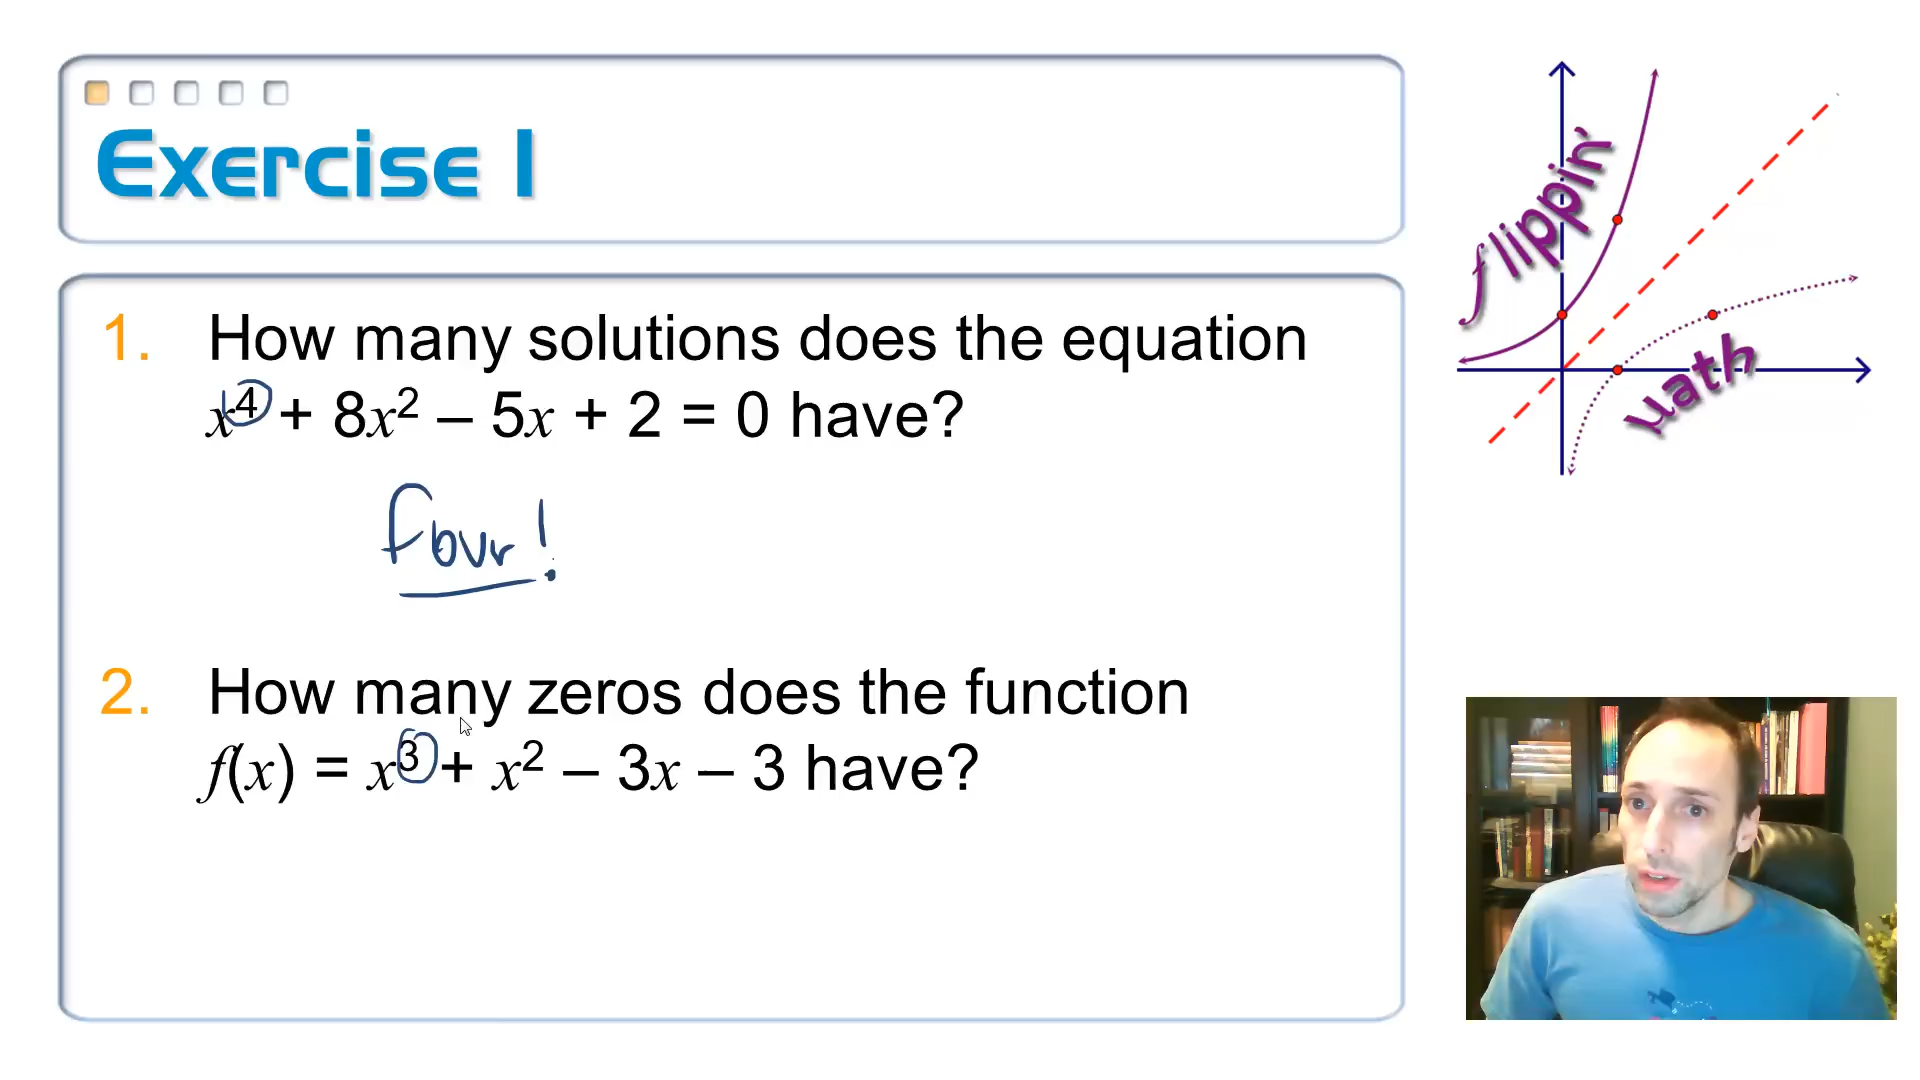 Exercise 1
1. How many solutions does the equation
x⁴ + 8x² – 5x + 2 = 0 have?
four!
2. How many zeros does the function
f(x) = x³ + x² – 3x – 3 have?
flippin'
math